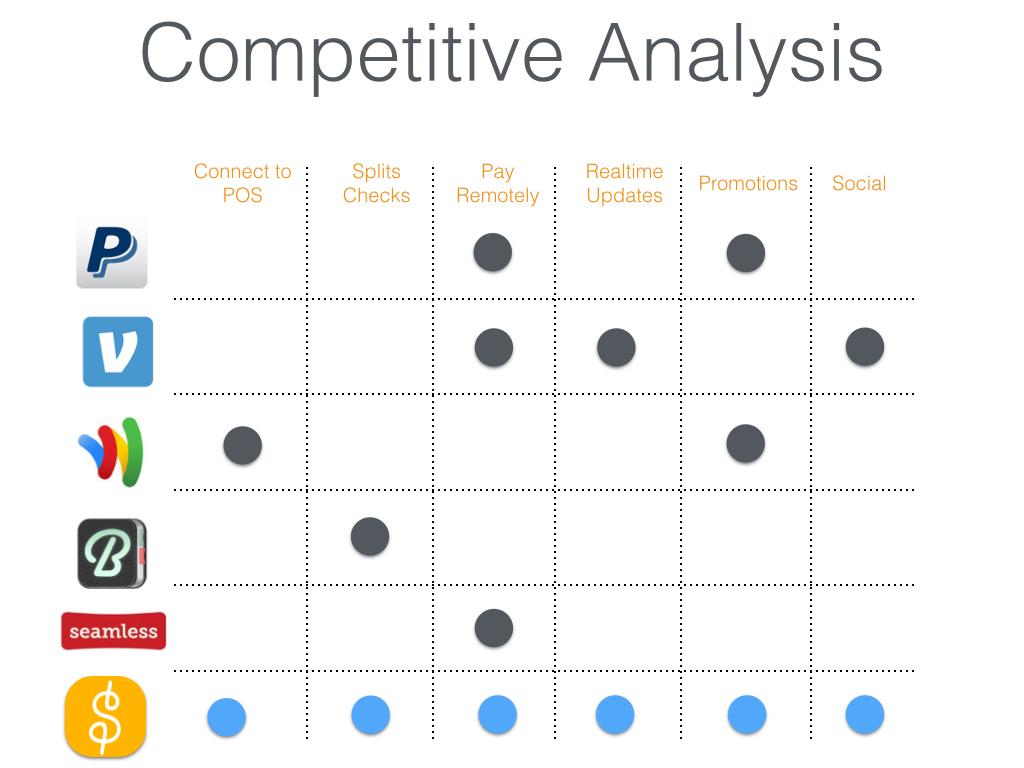 Competitive Analysis
Connect to
POS
Splits
Checks
Pay
Remotely
Realtime
Updates
Promotions
Social
P
V
B
seamless
$